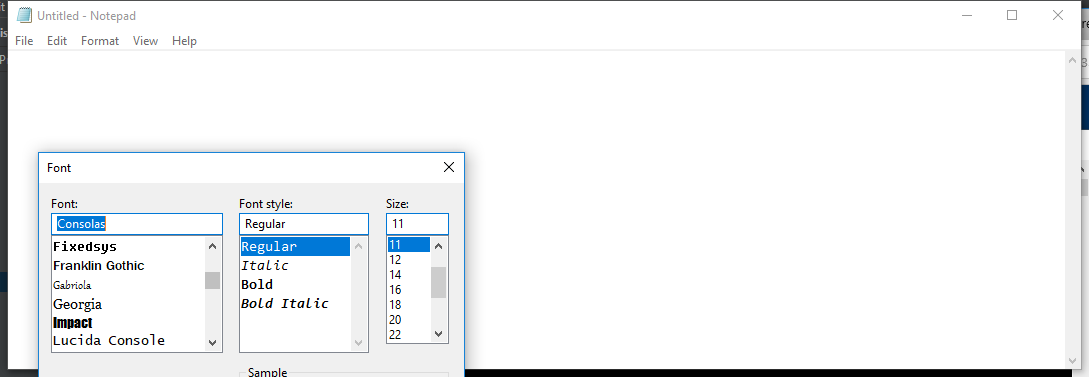 Untitled - Notepad
File Edit Format View Help
Font
Font: Font style: Size:
Consolas Regular 11
Fixedsys
Franklin Gothic
Gabriola
Georgia
Impact
Lucida Console
Regular
Italic
Bold
Bold Italic
11
12
14
16
18
20
22
Sample